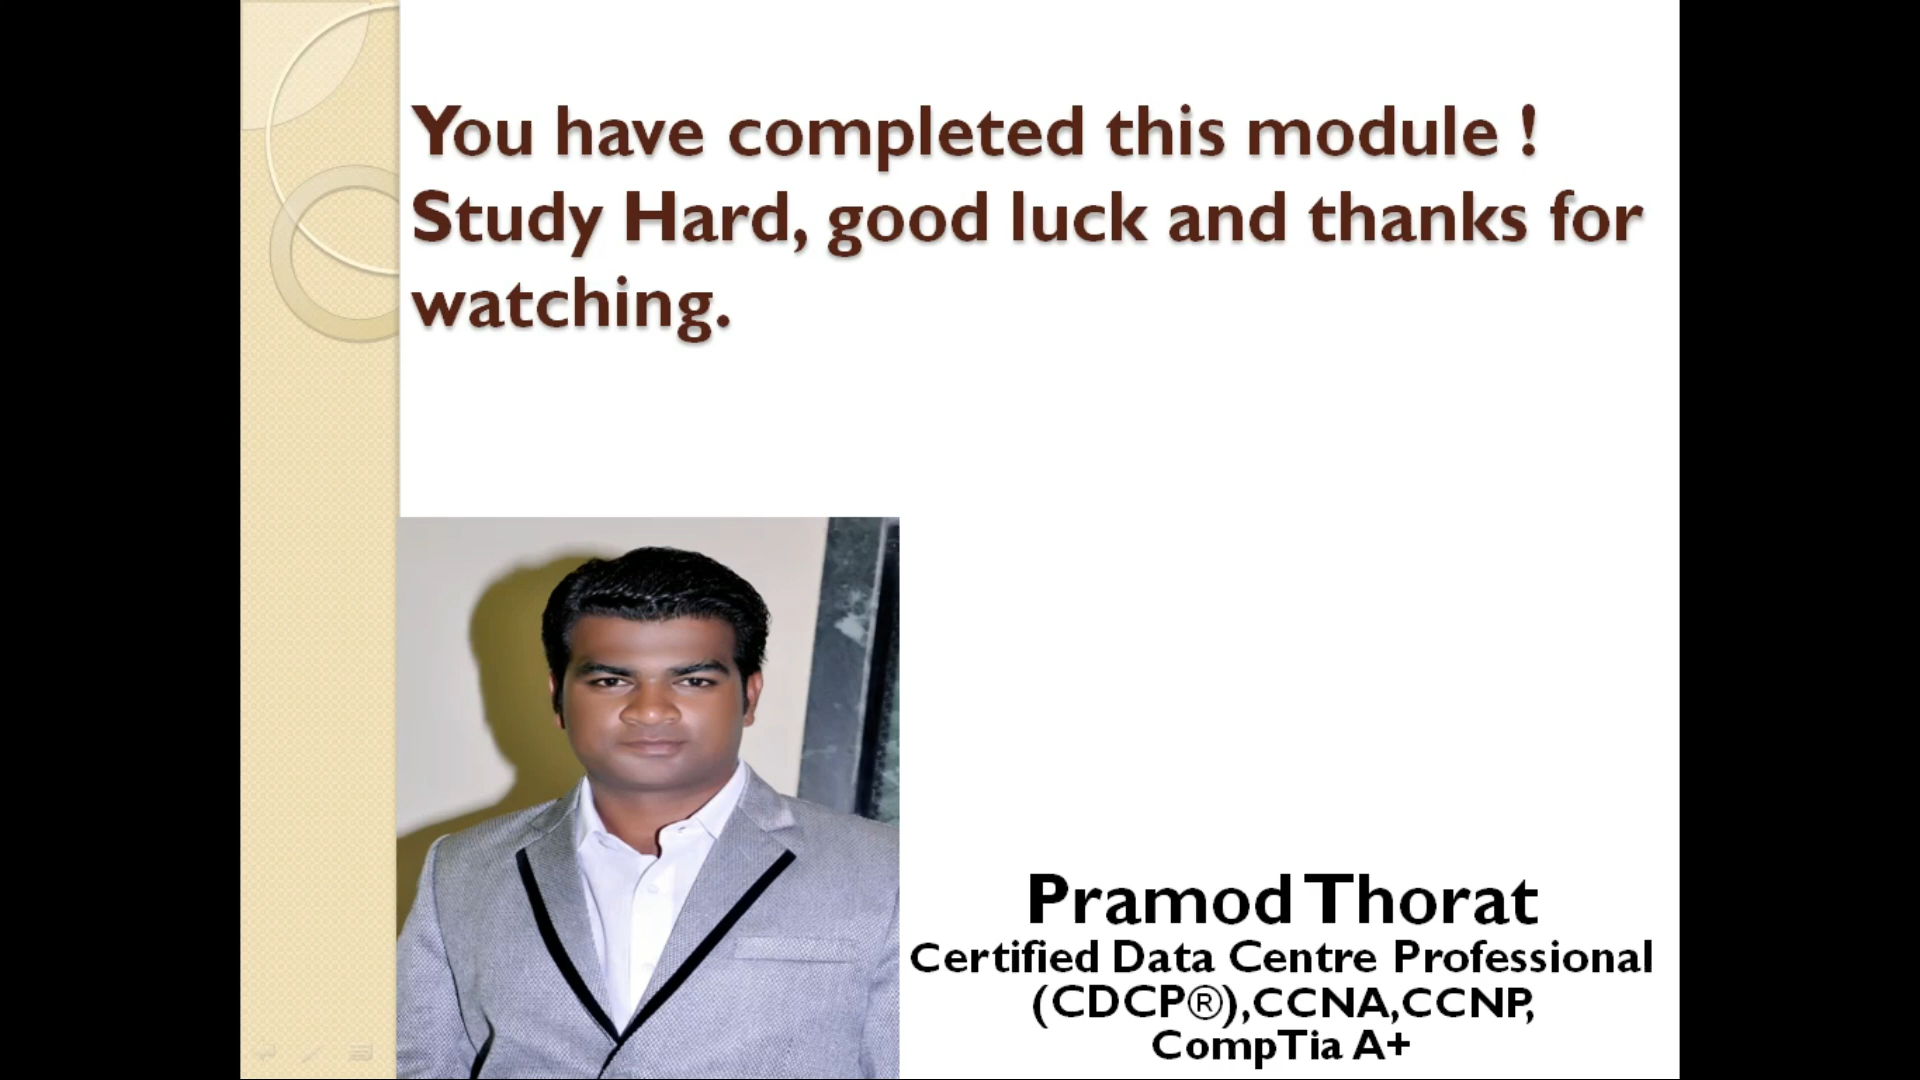 You have completed this module !
Study Hard, good luck and thanks for
watching.
Pramod Thorat
Certified Data Centre Professional
(CDCP®),CCNA,CCNP,
CompTia A+